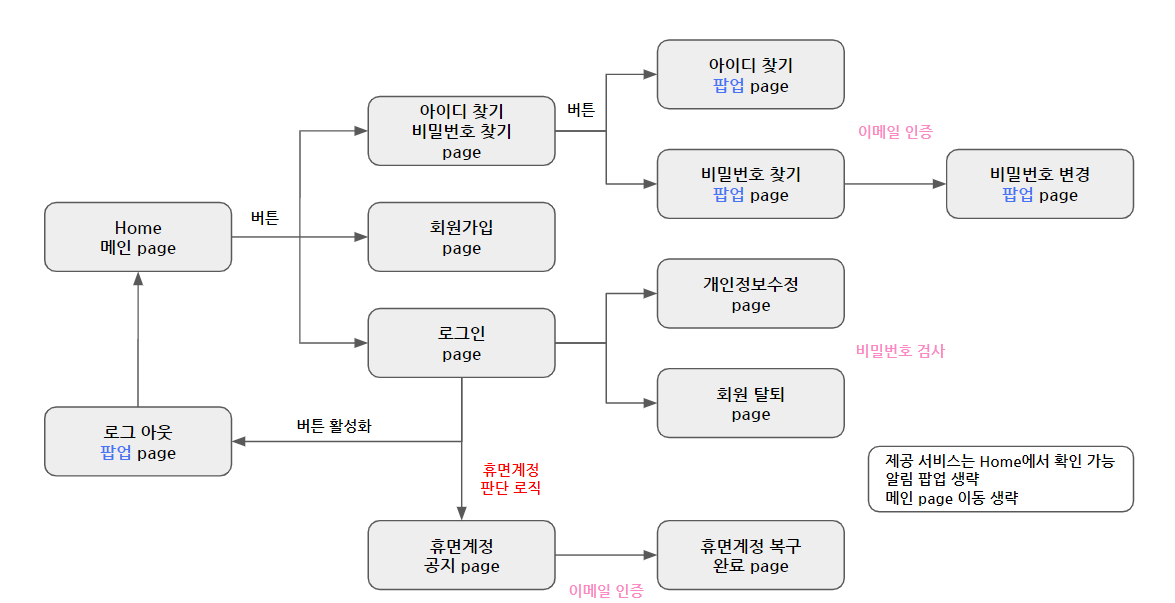 아이디 찾기
팝업 page
버튼
아이디 찾기
비밀번호 찾기
page
이메일 인증
비밀번호 찾기
팝업 page
비밀번호 변경
팝업 page
Home
메인 page
버튼
회원가입
page
개인정보수정
page
로그인
page
비밀번호 검사
회원 탈퇴
page
로그 아웃
팝업 page
버튼 활성화
휴면계정
판단 로직
제공 서비스는 Home에서 확인 가능
알림 팝업 생략
메인 page 이동 생략
휴면계정
공지 page
이메일 인증
휴면계정 복구
완료 page